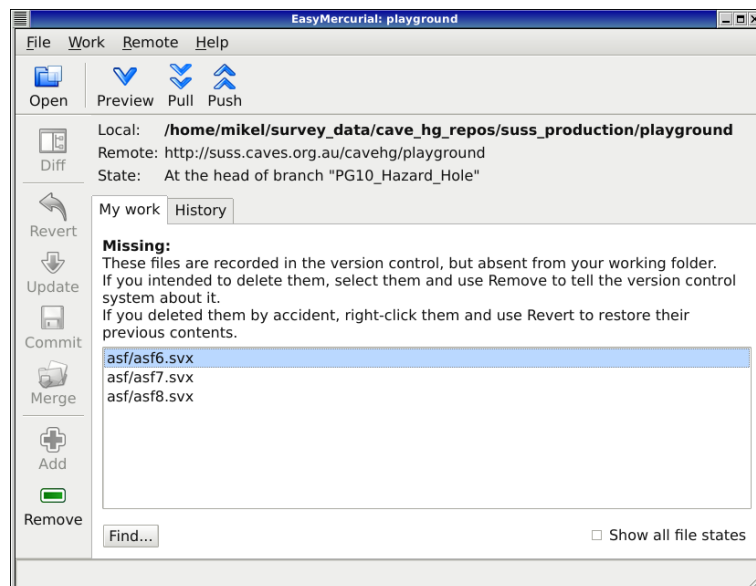 EasyMercurial: playground
File Work Remote Help
Open Preview Pull Push
Diff
Revert
Update
Commit
Merge
Add
Remove
Local: /home/mikel/survey_data/cave_hg_repos/suss_production/playground
Remote: http://suss.caves.org.au/cavehg/playground
State: At the head of branch "PG10_Hazard_Hole"
My work History
Missing:
These files are recorded in the version control, but absent from your working folder.
If you intended to delete them, select them and use Remove to tell the version control
system about it.
If you deleted them by accident, right-click them and use Revert to restore their
previous contents.
asf/asf6.svx
asf/asf7.svx
asf/asf8.svx
Find... Show all file states